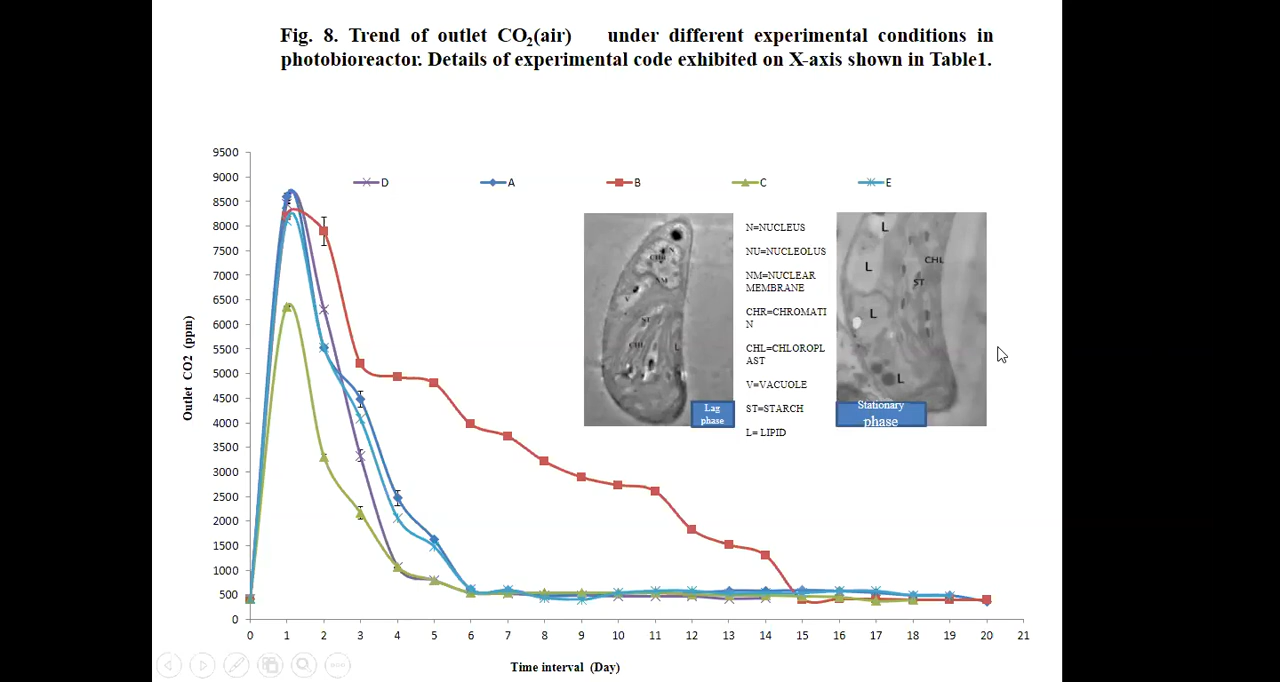 Fig. 8. Trend of outlet CO2(air) under different experimental conditions in
photobioreactor. Details of experimental code exhibited on X-axis shown in Table1.
9500
9000
8500
8000
7500
7000
6500
6000
5500
5000
4500
4000
3500
3000
2500
2000
1500
1000
500
0
Outlet CO2 (ppm)
D
A
B
C
E
N
CHR
NM
V
ST
CHL
L
Lag
phase
N=NUCLEUS
NU=NUCLEOLUS
NM=NUCLEAR
MEMBRANE
CHR=CHROMATI
N
CHL=CHLOROPL
AST
V=VACUOLE
ST=STARCH
L= LIPID
L
L
CHL
ST
L
L
Stationary
phase
0 1 2 3 4 5 6 7 8 9 10 11 12 13 14 15 16 17 18 19 20 21
Time interval (Day)